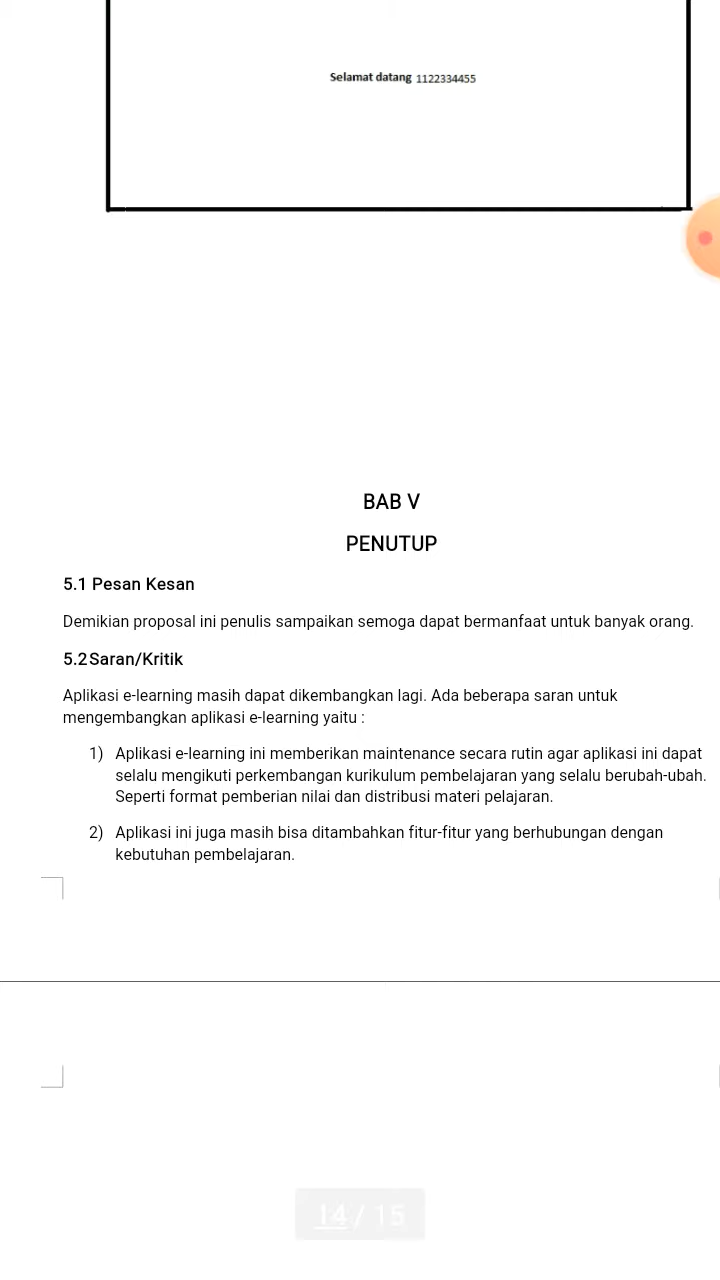 Selamat datang 1122334455
BAB V
PENUTUP
5.1 Pesan Kesan
Demikian proposal ini penulis sampaikan semoga dapat bermanfaat untuk banyak orang.
5.2 Saran/Kritik
Aplikasi e-learning masih dapat dikembangkan lagi. Ada beberapa saran untuk
mengembangkan aplikasi e-learning yaitu :
1) Aplikasi e-learning ini memberikan maintenance secara rutin agar aplikasi ini dapat
selalu mengikuti perkembangan kurikulum pembelajaran yang selalu berubah-ubah.
Seperti format pemberian nilai dan distribusi materi pelajaran.
2) Aplikasi ini juga masih bisa ditambahkan fitur-fitur yang berhubungan dengan
kebutuhan pembelajaran.
14 / 15